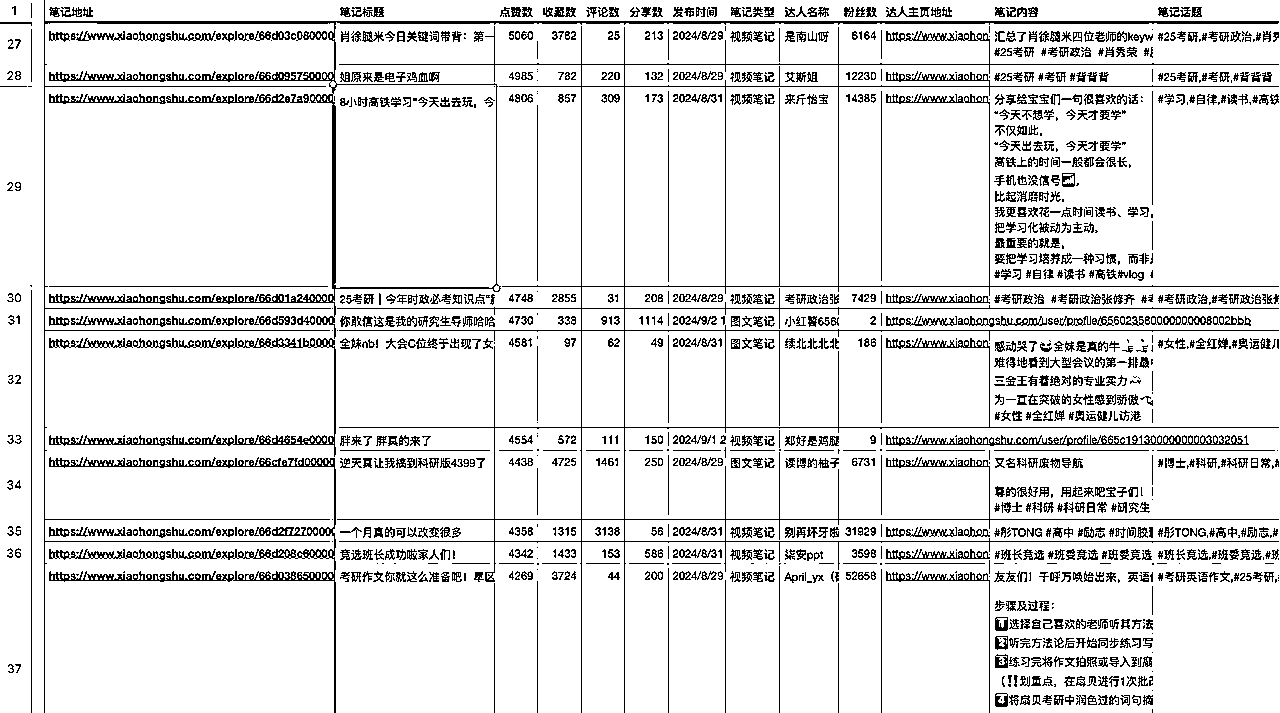 1 笔记地址 笔记标题 点赞数 收藏数 评论数 分享数 发布时间 笔记类型 达人名称 粉丝数 达人主页地址 笔记内容 笔记话题
27 https://www.xiaohongshu.com/explore/66d03c080000 肖徐腿米今日关键词带背：第一 5060 3782 25 213 2024/8/29 视频笔记 是南山呀 6164 https://www.xiaohon 汇总了肖徐腿米四位老师的keyw #25考研,#考研政治,#肖秀
#25考研 #考研政治 #肖秀荣
28 https://www.xiaohongshu.com/explore/66d095750000 姐原来是电子鸡血啊 4985 782 220 132 2024/8/29 视频笔记 艾斯姐 12230 https://www.xiaohon #25考研 #考研 #背背背 #25考研,#考研,#背背背
29 https://www.xiaohongshu.com/explore/66d2e7a90000 8小时高铁学习"今天出去玩，今 4806 857 309 173 2024/8/31 视频笔记 来斤怡宝 14385 https://www.xiaohon 分享给宝宝们一句很喜欢的话： #学习,#自律,#读书,#高铁
"今天不想学，今天才要学"
不仅如此，
"今天出去玩，今天才要学"
高铁上的时间一般都会很长，
手机也没信号📶，
比起消磨时光，
我更喜欢花一点时间读书、学习，
把学习化被动为主动，
最重要的就是，
要把学习培养成一种习惯，而非
#学习 #自律 #读书 #高铁#vlog #
30 https://www.xiaohongshu.com/explore/66d01a240000 25考研｜今年时政必考知识点" 4748 2855 31 208 2024/8/29 视频笔记 考研政治张 7429 https://www.xiaohon #考研政治 #考研政治张修齐 #考研政治,#考研政治张修
31 https://www.xiaohongshu.com/explore/66d593d40000 你敢信这是我的研究生导师哈哈 4730 338 913 1114 2024/9/2 1 图文笔记 小红薯6560 2 https://www.xiaohongshu.com/user/profile/656023560000000008002bbb
32 https://www.xiaohongshu.com/explore/66d3341b0000 全妹nb！大会C位终于出现了女 4581 97 62 49 2024/8/31 图文笔记 续北北北北 186 https://www.xiaohon 感动哭了 全妹是真的牛 #女性,#全红婵,#奥运健儿
难得地看到大型会议的第一排最
三金王有着绝对的专业实力
为一直在突破的女性感到骄傲
#女性 #全红婵 #奥运健儿访港
33 https://www.xiaohongshu.com/explore/66d4654e0000 胖来了 胖真的来了 4554 572 111 150 2024/9/1 2 视频笔记 郑好是鸡腿 9 https://www.xiaohongshu.com/user/profile/665c19130000000003032051
34 https://www.xiaohongshu.com/explore/66cfe7fd00000 逆天真让我搞到科研版4399了 4438 4725 1461 250 2024/8/29 图文笔记 读博的柚子 6731 https://www.xiaohon 又名科研废物导航 #博士,#科研,#科研日常,#
真的很好用，用起来吧宝子们！
#博士 #科研 #科研日常 #研究生
35 https://www.xiaohongshu.com/explore/66d2f7270000 一个月真的可以改变很多 4358 1315 3138 56 2024/8/31 视频笔记 别再坏牙啦 31929 https://www.xiaohon #彤TONG #高中 #励志 #时间胶 #彤TONG,#高中,#励志,#
36 https://www.xiaohongshu.com/explore/66d208c60000 竞选班长成功啦家人们！ 4342 1433 153 586 2024/8/31 视频笔记 柒安ppt 3598 https://www.xiaohon #班长竞选 #班委竞选 #班委竞选 #班长竞选,#班委竞选,#班
37 https://www.xiaohongshu.com/explore/66d038650000 考研作文你就这么准备吧！早 4269 3724 44 200 2024/8/29 视频笔记 April_yx 52658 https://www.xiaohon 友友们！千呼万唤始出来，英语 #考研英语作文,#25考研,#
步骤及过程：
1️⃣选择自己喜欢的老师听其方法
2️⃣听完方法论后开始同步练习写
3️⃣练习完将作文拍照或导入到扇
（‼️划重点，在扇贝进行1次批改
4️⃣将扇贝考研中润色过的词句摘